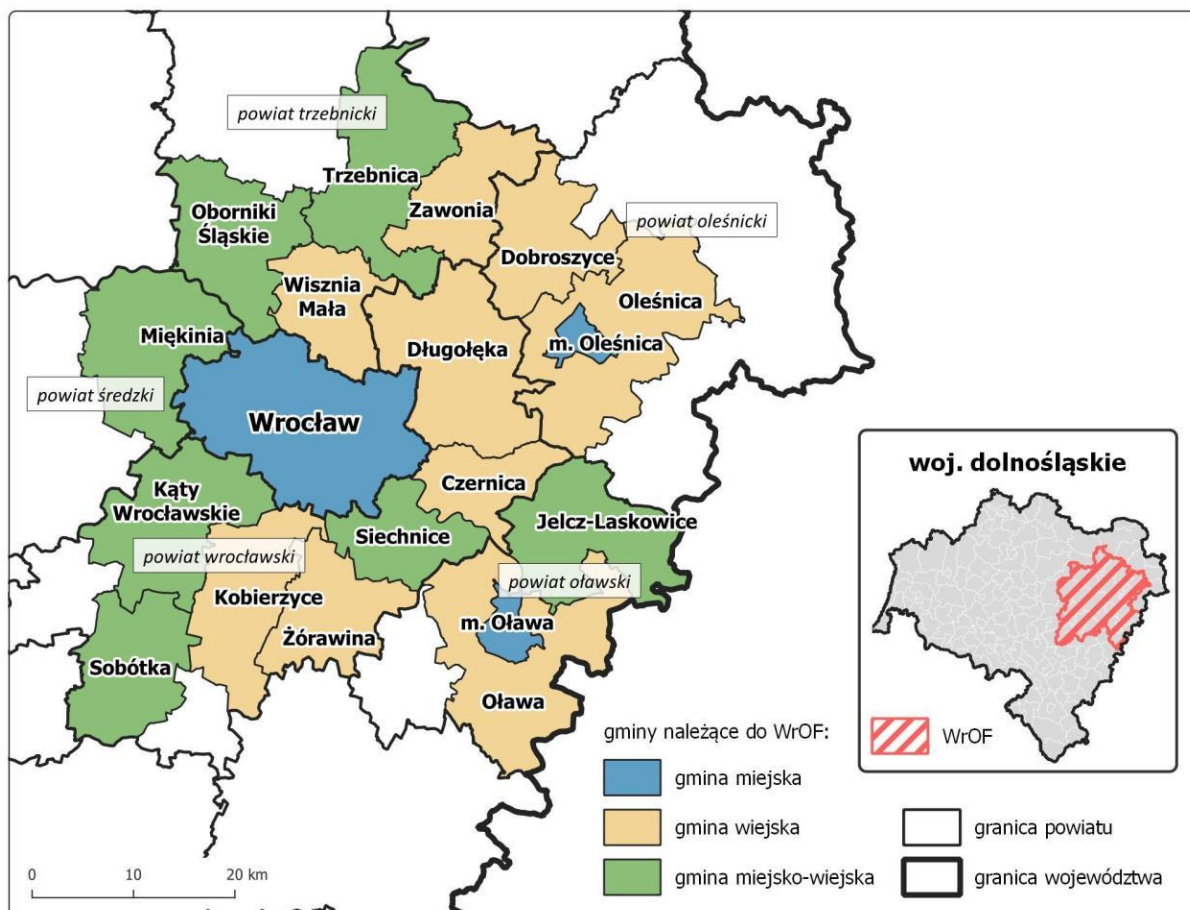 powiat trzebnicki
Trzebnica
Oborniki
Śląskie
Zawonia
powiat oleśnicki
Dobroszyce
Wisznia
Mała
Oleśnica
Miękinia
m. Oleśnica
Długołęka
powiat średzki
Wrocław
Czernica
Kąty
Wrocławskie
Siechnice
Jelcz-Laskowice
powiat wrocławski
powiat oławski
Kobierzyce
m. Oława
Żórawina
Sobótka
Oława
woj. dolnośląskie
WrOF
gminy należące do WrOF:
gmina miejska
gmina wiejska
gmina miejsko-wiejska
granica powiatu
granica województwa
0 10 20 km